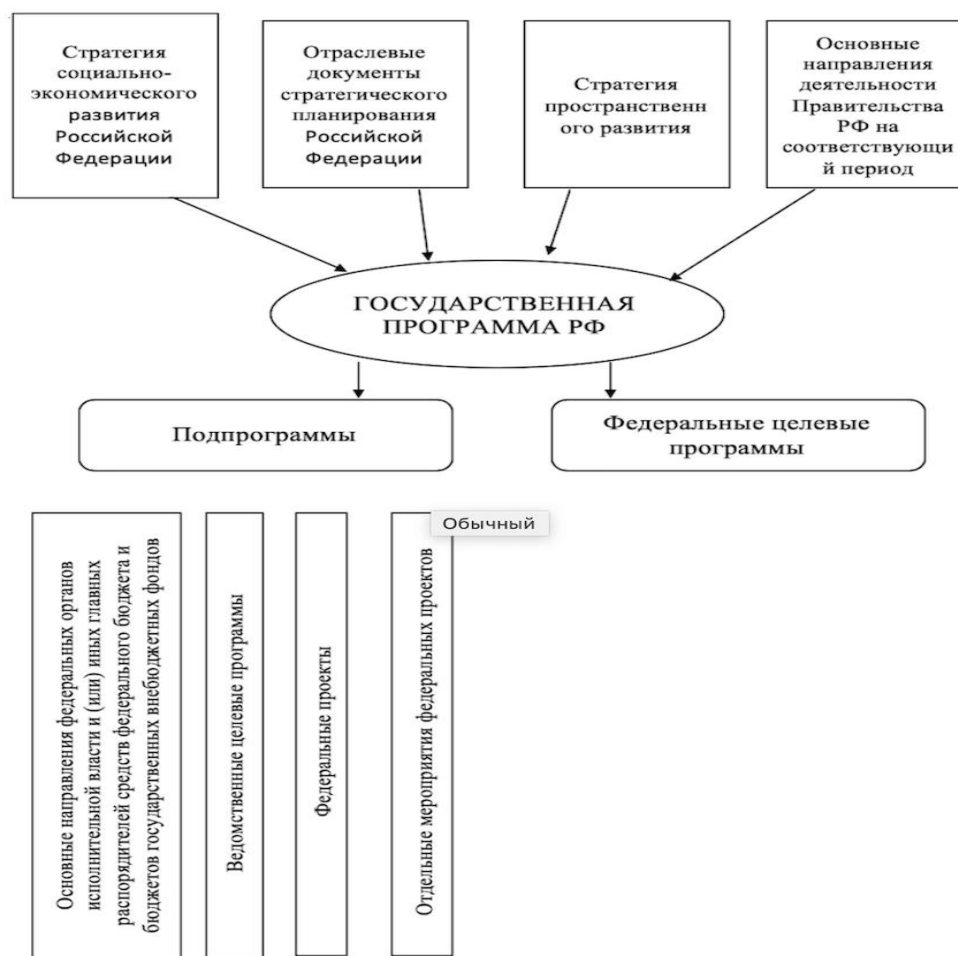 Стратегия
социально-
экономического
развития
Российской
Федерации
Отраслевые
документы
стратегического
планирования
Российской
Федерации
Стратегия
пространственн
ого развития
Основные
направления
деятельности
Правительства
РФ на
соответствующи
й период
ГОСУДАРСТВЕННАЯ
ПРОГРАММА РФ
Подпрограммы
Федеральные целевые
программы
Обычный
Основные направления федеральных органов
исполнительной власти и (или) иных главных
распорядителей средств федерального бюджета и
бюджетов государственных внебюджетных фондов
Ведомственные целевые программы
Федеральные проекты
Отдельные мероприятия федеральных проектов